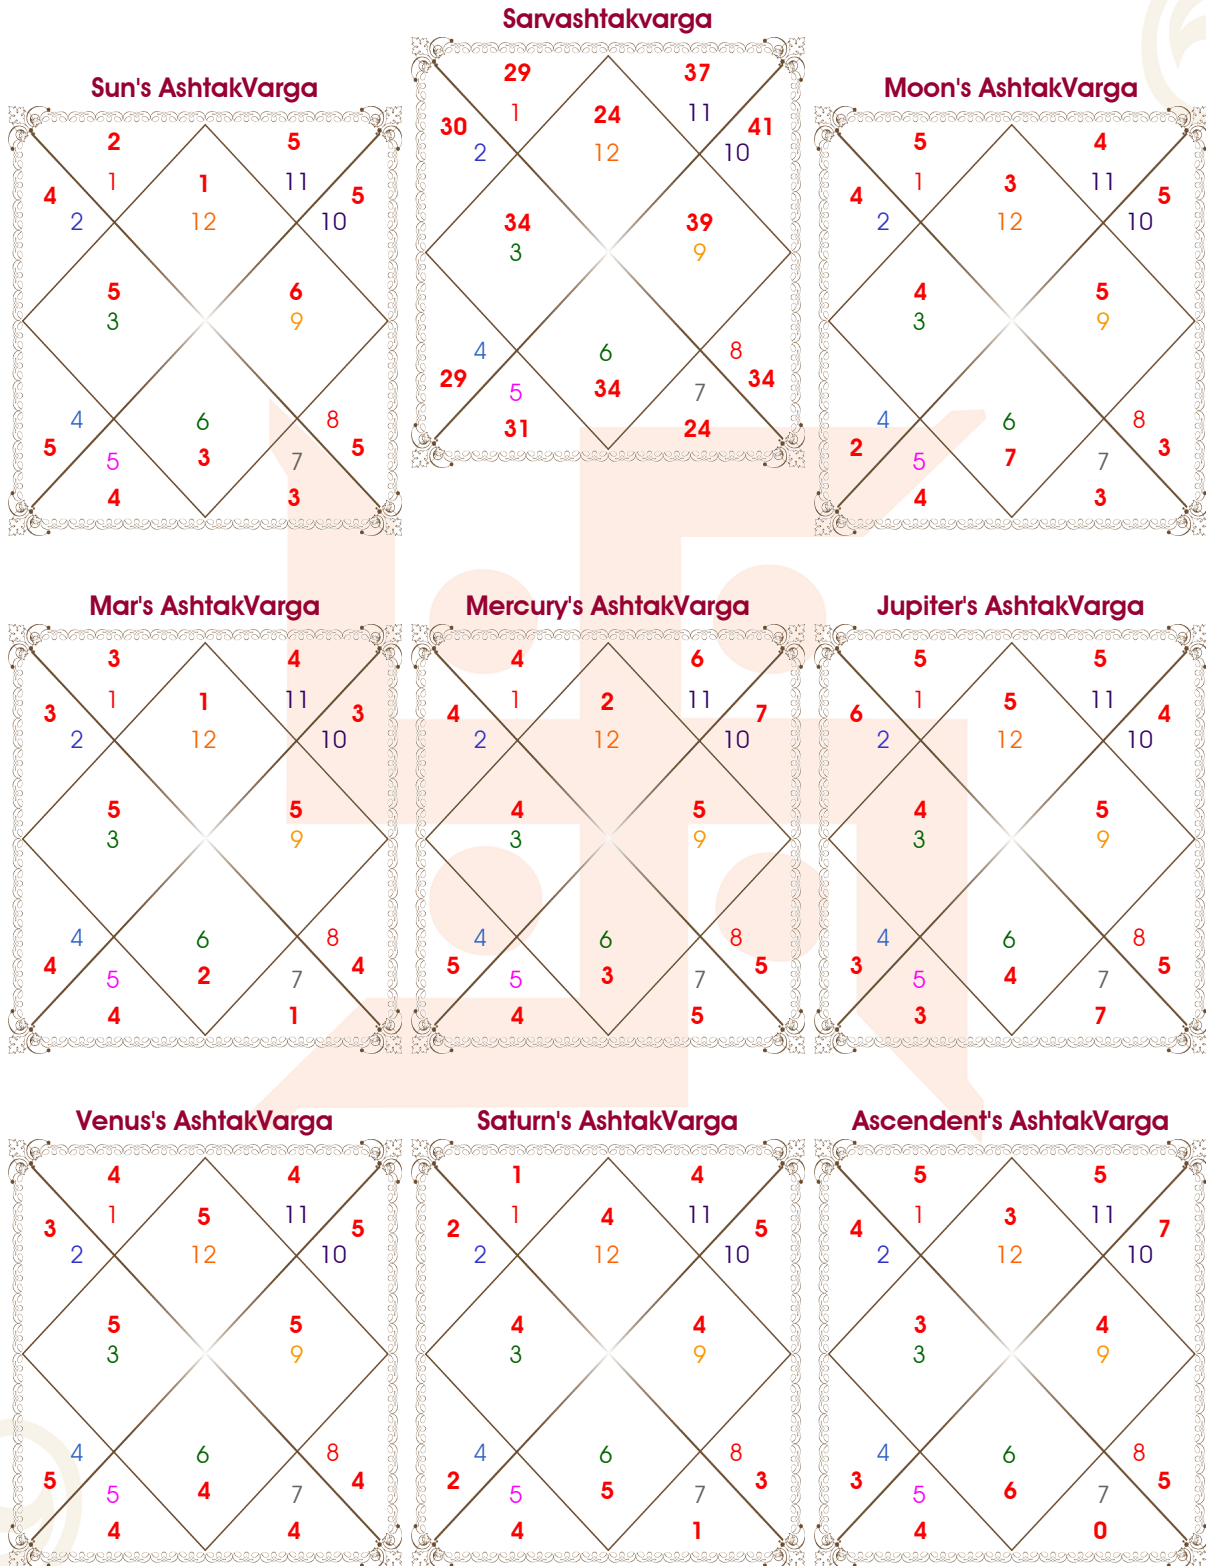 Sarvashtakvarga
29 37
1 24 11
30 41
2 12 10
34 39
3 9
4 6 8
29 34 34
5 7
31 24
Sun's AshtakVarga
2 5
1 1 11
4 5
2 12 10
5 6
3 9
4 6 8
5 3 5
5 7
4 3
Moon's AshtakVarga
5 4
1 3 11
4 5
2 12 10
4 5
3 9
4 6 8
2 7 3
5 7
4 3
Mar's AshtakVarga
3 4
1 1 11
3 3
2 12 10
5 5
3 9
4 6 8
4 2 4
5 7
4 1
Mercury's AshtakVarga
4 6
1 2 11
4 7
2 12 10
4 5
3 9
4 6 8
5 3 5
5 7
4 5
Jupiter's AshtakVarga
5 5
1 5 11
6 4
2 12 10
4 5
3 9
4 6 8
3 4 5
5 7
3 7
Venus's AshtakVarga
4 4
1 5 11
3 5
2 12 10
5 5
3 9
4 6 8
5 4 4
5 7
4 4
Saturn's AshtakVarga
1 4
1 4 11
2 5
2 12 10
4 4
3 9
4 6 8
2 5 3
5 7
4 1
Ascendent's AshtakVarga
5 5
1 3 11
4 7
2 12 10
3 4
3 9
4 6 8
3 6 5
5 7
4 0